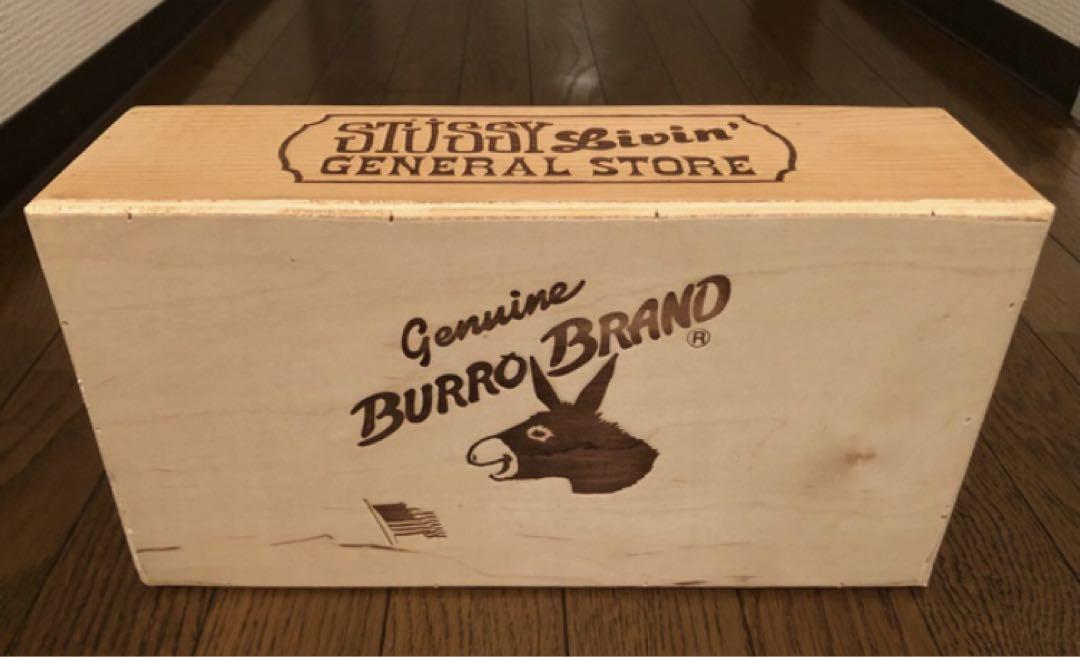 STÜSSY Livin'
GENERAL STORE
Genuine
BURRO BRAND ®